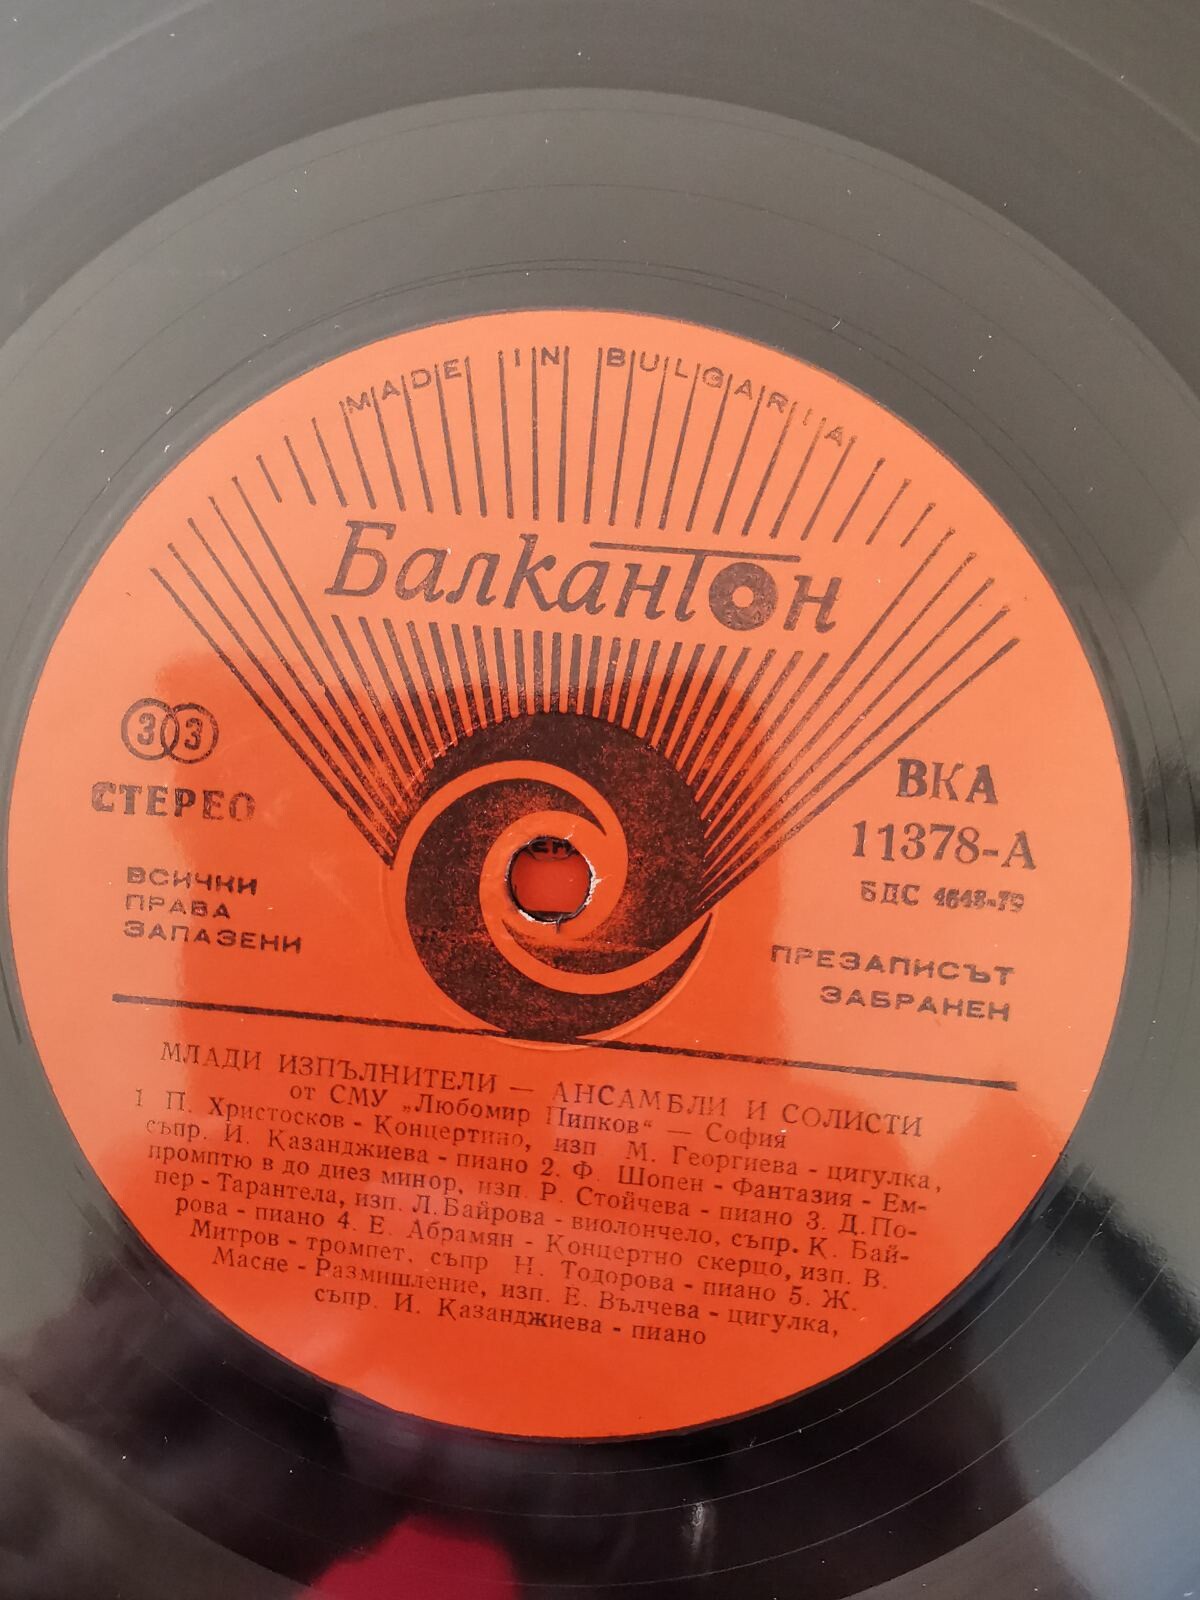 MADE IN BULGARIA
Балкантон
33
СТЕРЕО
ВСИЧКИ
ПРАВА
ЗАПАЗЕНИ
ВКА
11378-А
БДС 4643-79
ПРЕЗАПИСЪТ
ЗАБРАНЕН
МЛАДИ ИЗПЪЛНИТЕЛИ — АНСАМБЛИ И СОЛИСТИ
от СМУ „Любомир Пипков“ — София
1 П. Христосков - Концертино, изп М. Георгиева - цигулка,
съпр. И. Казанджиева - пиано 2. Ф. Шопен - Фантазия - Ем-
промптю в до диез минор, изп. Р. Стойчева - пиано 3. Д. По-
пер - Тарантела, изп. Л. Байрова - виолончело, съпр. К. Бай-
рова - пиано 4. Е. Абрамян - Концертно скерцо, изп. В.
Митров - тромпет, съпр Н. Тодорова - пиано 5. Ж.
Масне - Размишление, изп. Е. Вълчева - цигулка,
съпр. И. Казанджиева - пиано